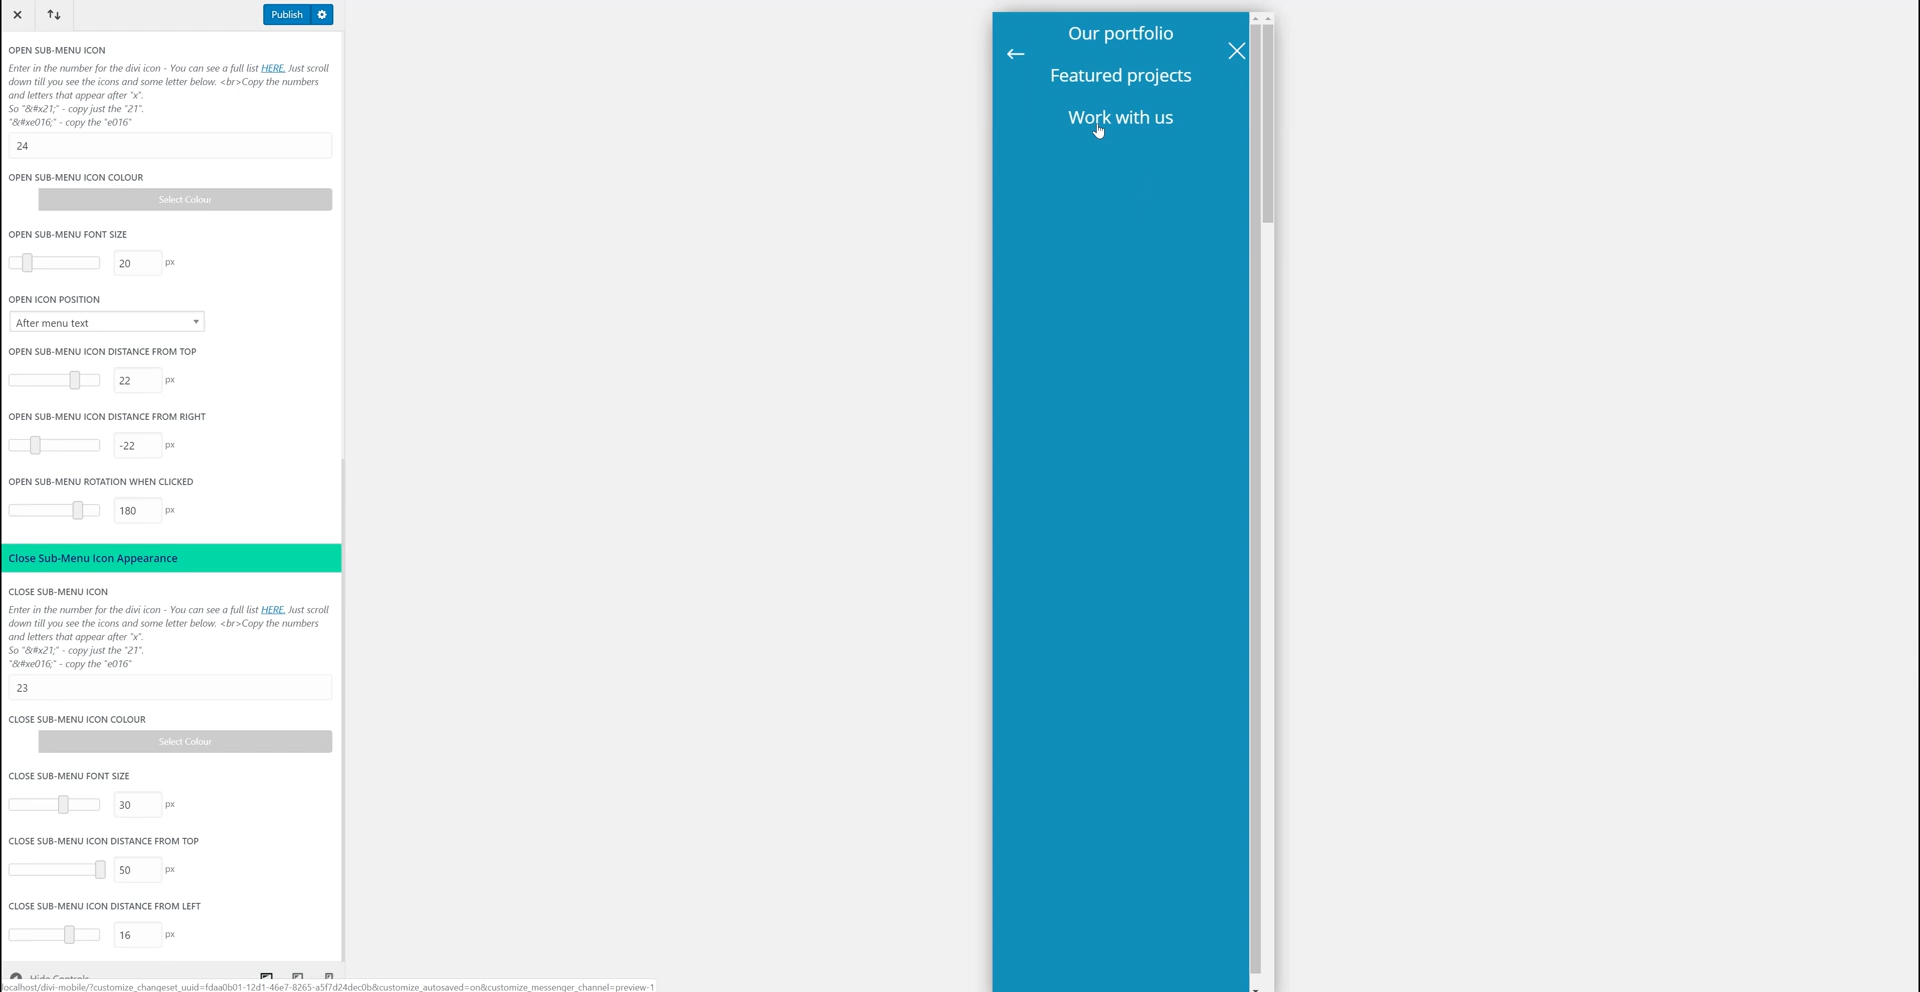 Publish
OPEN SUB-MENU ICON
Enter in the number for the divi icon - You can see a full list HERE. Just scroll
down till you see the icons and some letter below. <br>Copy the numbers
and letters that appear after "x".
So "&#x21;" - copy just the "21".
"&#xe016;" - copy the "e016"
24
OPEN SUB-MENU ICON COLOUR
Select Colour
OPEN SUB-MENU FONT SIZE
20 px
OPEN ICON POSITION
After menu text
OPEN SUB-MENU ICON DISTANCE FROM TOP
22 px
OPEN SUB-MENU ICON DISTANCE FROM RIGHT
-22 px
OPEN SUB-MENU ROTATION WHEN CLICKED
180 px
Close Sub-Menu Icon Appearance
CLOSE SUB-MENU ICON
Enter in the number for the divi icon - You can see a full list HERE. Just scroll
down till you see the icons and some letter below. <br>Copy the numbers
and letters that appear after "x".
So "&#x21;" - copy just the "21".
"&#xe016;" - copy the "e016"
23
CLOSE SUB-MENU ICON COLOUR
Select Colour
CLOSE SUB-MENU FONT SIZE
30 px
CLOSE SUB-MENU ICON DISTANCE FROM TOP
50 px
CLOSE SUB-MENU ICON DISTANCE FROM LEFT
16 px
Hide Controls
localhost/divi-mobile/?customize_changeset_uuid=fdaa0b01-12d1-46e7-8265-a5f7d24dec0b&customize_autosaved=on&customize_messenger_channel=preview-1
Our portfolio
Featured projects
Work with us